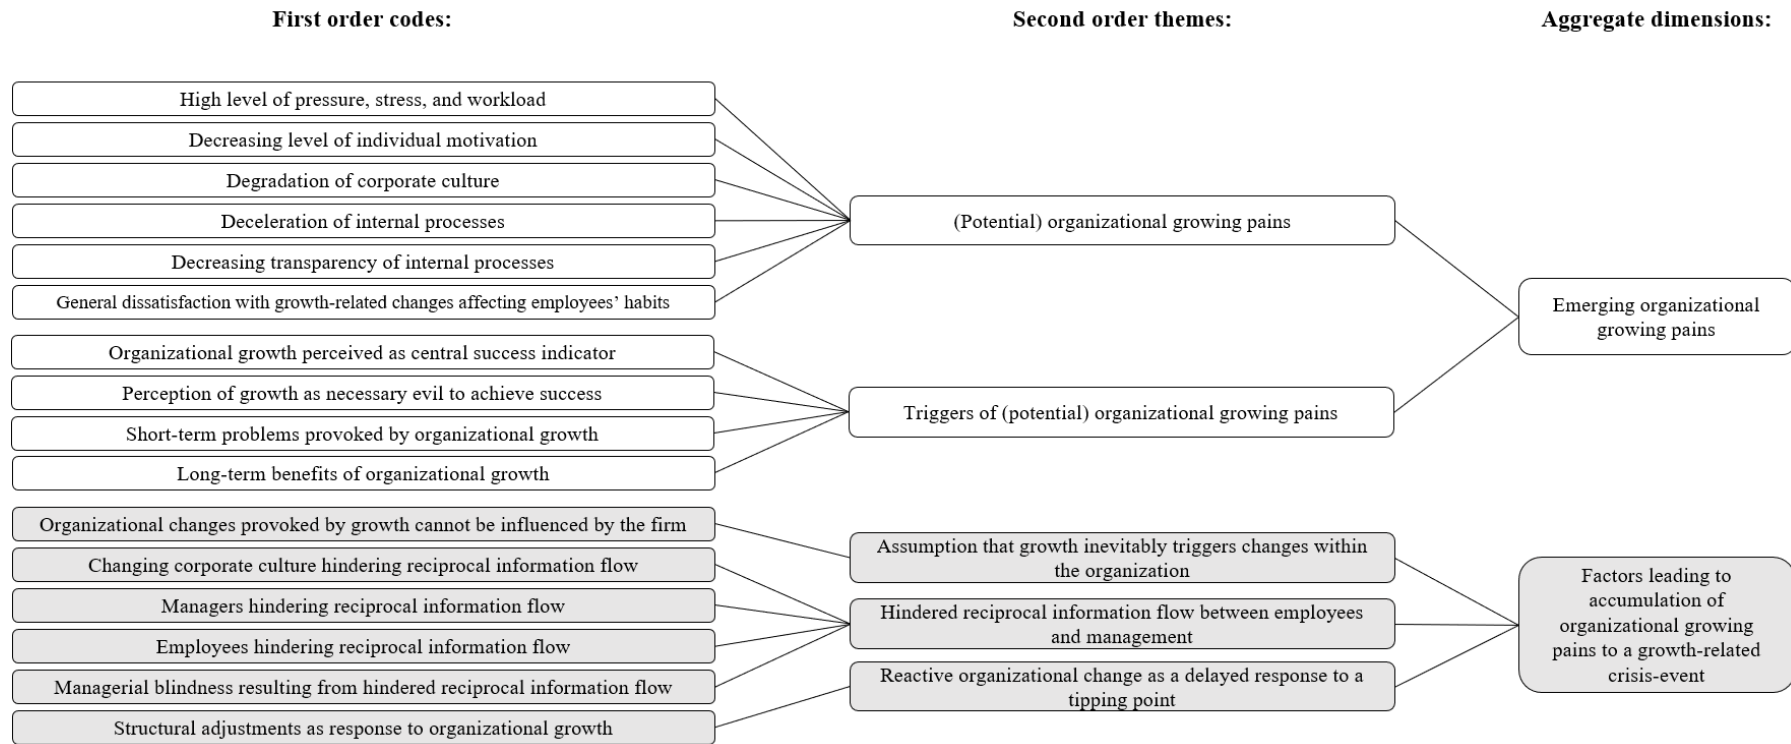 First order codes:
Second order themes:
Aggregate dimensions:
High level of pressure, stress, and workload
Decreasing level of individual motivation
Degradation of corporate culture
Deceleration of internal processes
Decreasing transparency of internal processes
General dissatisfaction with growth-related changes affecting employees’ habits
Organizational growth perceived as central success indicator
Perception of growth as necessary evil to achieve success
Short-term problems provoked by organizational growth
Long-term benefits of organizational growth
Organizational changes provoked by growth cannot be influenced by the firm
Changing corporate culture hindering reciprocal information flow
Managers hindering reciprocal information flow
Employees hindering reciprocal information flow
Managerial blindness resulting from hindered reciprocal information flow
Structural adjustments as response to organizational growth
(Potential) organizational growing pains
Triggers of (potential) organizational growing pains
Assumption that growth inevitably triggers changes within
the organization
Hindered reciprocal information flow between employees
and management
Reactive organizational change as a delayed response to a
tipping point
Emerging organizational
growing pains
Factors leading to
accumulation of
organizational growing
pains to a growth-related
crisis-event